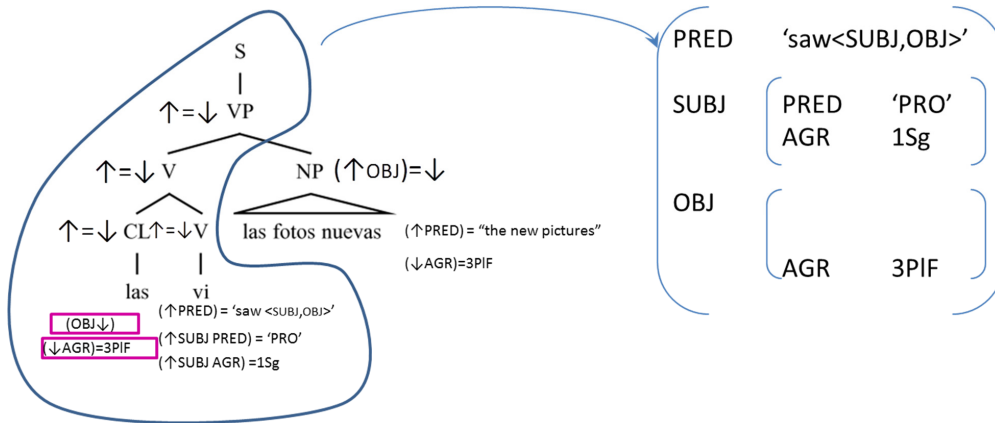 S
↑=↓ VP
↑=↓ V
NP (↑OBJ)=↓
↑=↓ CL ↑=↓ V
las fotos nuevas
(↑PRED) = “the new pictures”
(↓AGR)=3PlF
las
vi
(OBJ↓)
(↓AGR)=3PlF
(↑PRED) = ‘saw <SUBJ,OBJ>’
(↑SUBJ PRED) = ‘PRO’
(↑SUBJ AGR) =1Sg
PRED ‘saw<SUBJ,OBJ>’
SUBJ PRED ‘PRO’
AGR 1Sg
OBJ
AGR 3PlF